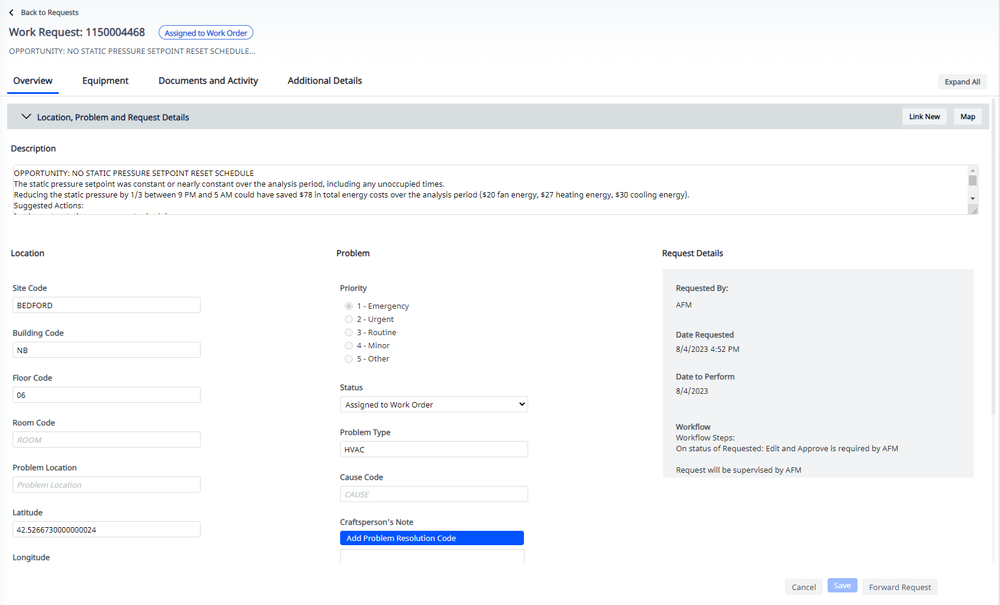 Back to Requests
Work Request: 1150004468
Assigned to Work Order
OPPORTUNITY: NO STATIC PRESSURE SETPOINT RESET SCHEDULE...
Overview
Equipment
Documents and Activity
Additional Details
Expand All
Location, Problem and Request Details
Link New
Map
Description
OPPORTUNITY: NO STATIC PRESSURE SETPOINT RESET SCHEDULE
The static pressure setpoint was constant or nearly constant over the analysis period, including any unoccupied times.
Reducing the static pressure by 1/3 between 9 PM and 5 AM could have saved $78 in total energy costs over the analysis period ($20 fan energy, $27 heating energy, $30 cooling energy).
Suggested Actions:
Location
Site Code
BEDFORD
Building Code
NB
Floor Code
06
Room Code
ROOM
Problem Location
Problem Location
Latitude
42.5266730000000024
Longitude
Problem
Priority
1 - Emergency
2 - Urgent
3 - Routine
4 - Minor
5 - Other
Status
Assigned to Work Order
Problem Type
HVAC
Cause Code
CAUSE
Craftsperson's Note
Add Problem Resolution Code
Request Details
Requested By:
AFM
Date Requested
8/4/2023 4:52 PM
Date to Perform
8/4/2023
Workflow
Workflow Steps:
On status of Requested: Edit and Approve is required by AFM
Request will be supervised by AFM
Cancel
Save
Forward Request